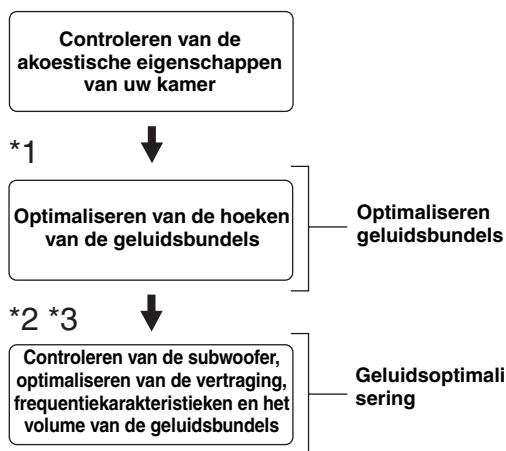 Controleren van de
akoestische eigenschappen
van uw kamer
*1
Optimaliseren van de hoeken
van de geluidsbundels
Optimaliseren
geluidsbundels
*2 *3
Controleren van de subwoofer,
optimaliseren van de vertraging,
frequentiekarakteristieken en het
volume van de geluidsbundels
Geluidsoptimali
sering